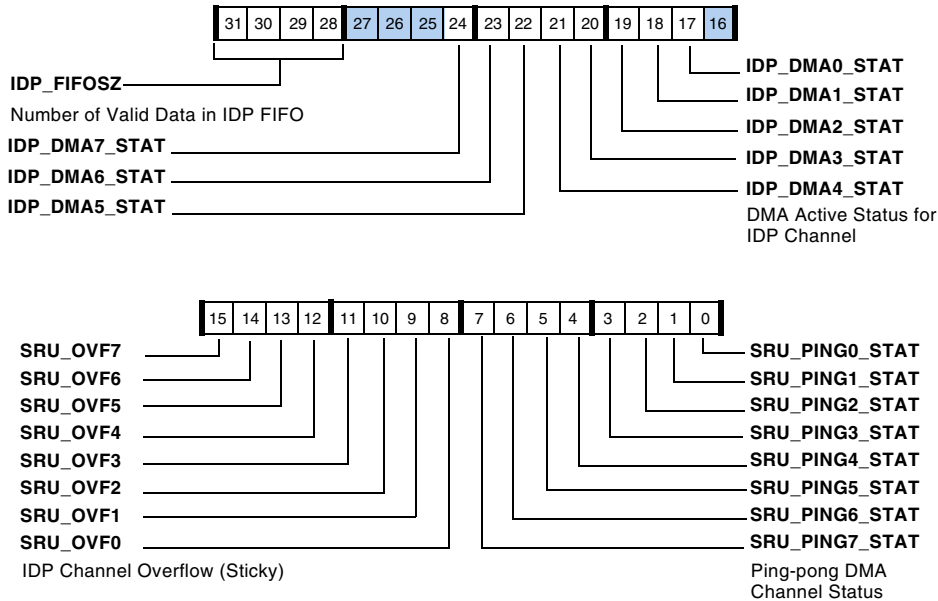 31 30 29 28 27 26 25 24 23 22 21 20 19 18 17 16
IDP_FIFOSZ
Number of Valid Data in IDP FIFO
IDP_DMA7_STAT
IDP_DMA6_STAT
IDP_DMA5_STAT
IDP_DMA0_STAT
IDP_DMA1_STAT
IDP_DMA2_STAT
IDP_DMA3_STAT
IDP_DMA4_STAT
DMA Active Status for
IDP Channel
15 14 13 12 11 10 9 8 7 6 5 4 3 2 1 0
SRU_OVF7
SRU_OVF6
SRU_OVF5
SRU_OVF4
SRU_OVF3
SRU_OVF2
SRU_OVF1
SRU_OVF0
IDP Channel Overflow (Sticky)
SRU_PING0_STAT
SRU_PING1_STAT
SRU_PING2_STAT
SRU_PING3_STAT
SRU_PING4_STAT
SRU_PING5_STAT
SRU_PING6_STAT
SRU_PING7_STAT
Ping-pong DMA
Channel Status